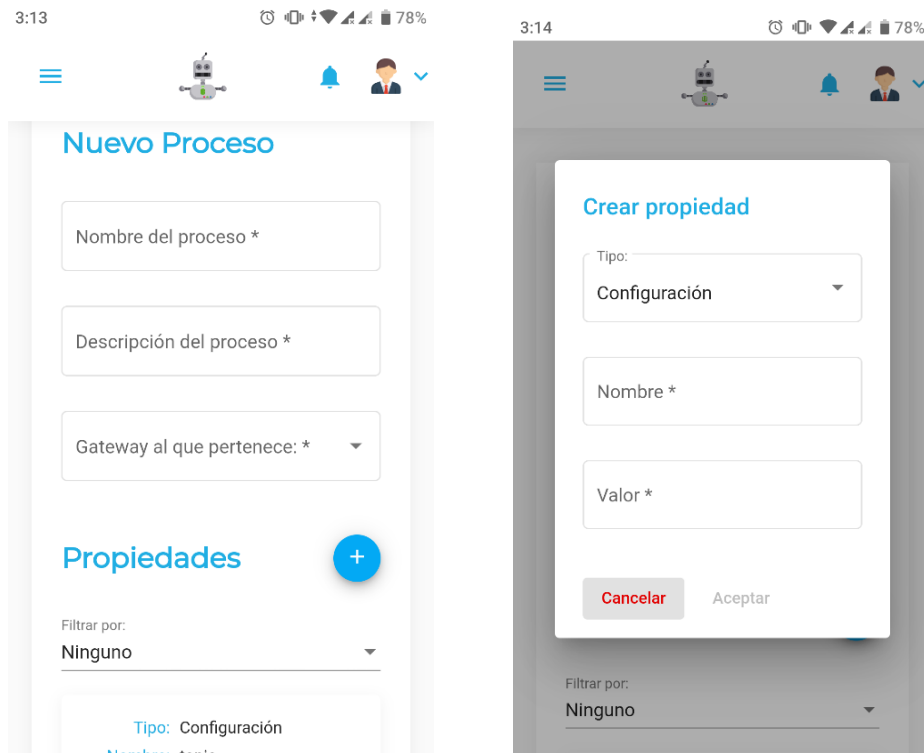 3:13
78%
Nuevo Proceso
Nombre del proceso *
Descripción del proceso *
Gateway al que pertenece: *
Propiedades
+
Filtrar por:
Ninguno
Tipo: Configuración
3:14
78%
Crear propiedad
Tipo:
Configuración
Nombre *
Valor *
Cancelar
Aceptar
Filtrar por:
Ninguno